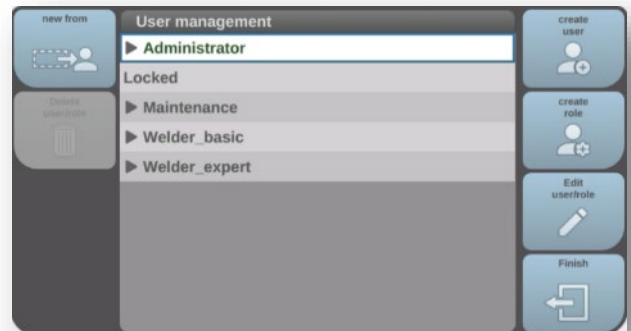 new from
User management
create
user
Administrator
Locked
Delete
user/role
Maintenance
create
role
Welder_basic
Welder_expert
Edit
user/role
Finish